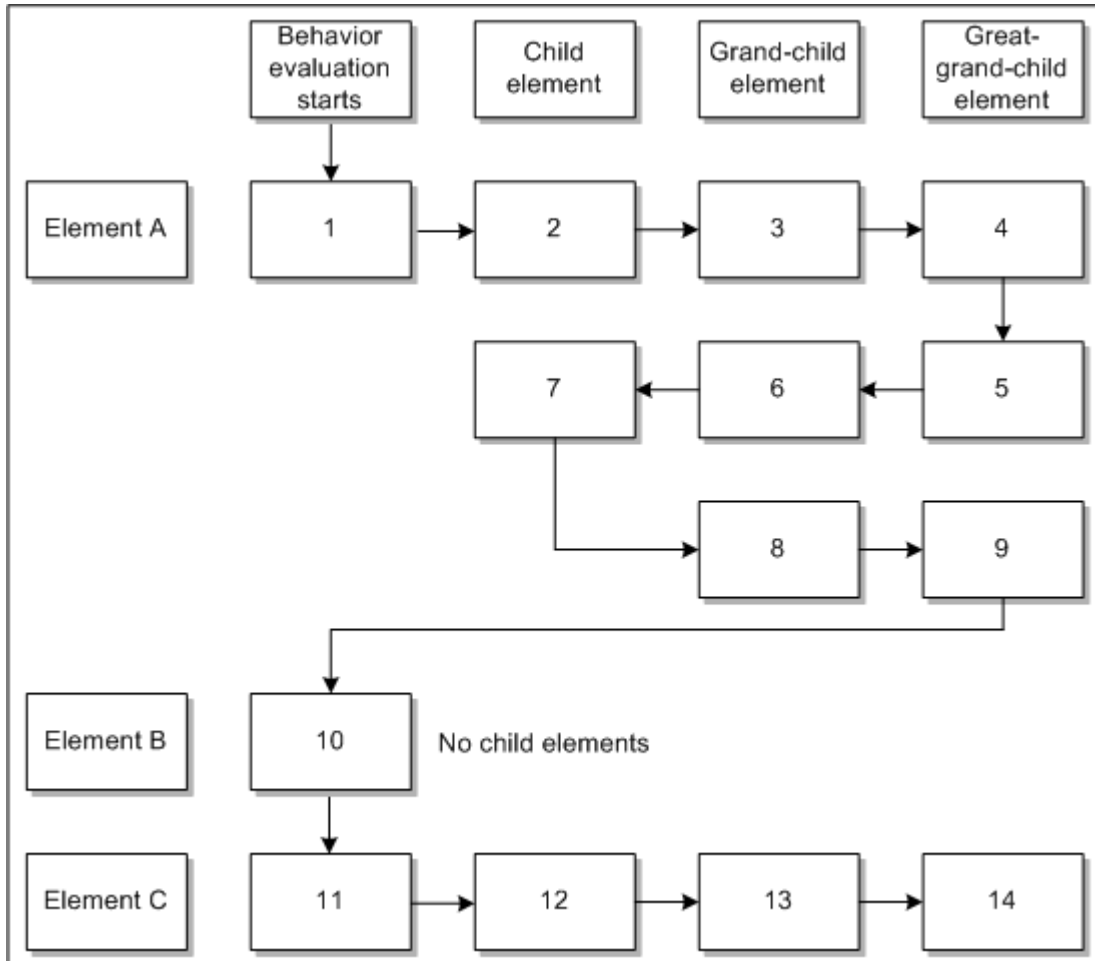 Behavior
evaluation
starts
Child
element
Grand-child
element
Great-
grand-child
element
Element A
1
2
3
4
7
6
5
8
9
Element B
10
No child elements
Element C
11
12
13
14